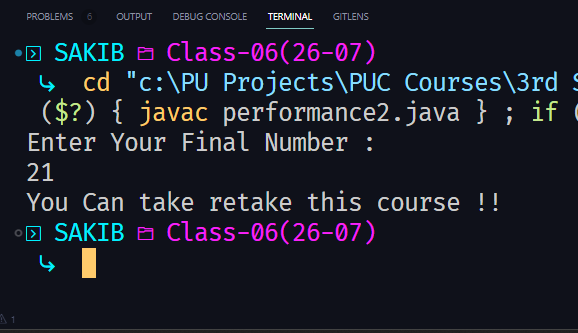 PROBLEMS 6 OUTPUT DEBUG CONSOLE TERMINAL GITLENS
SAKIB Class-06(26-07)
cd "c:\PU Projects\PUC Courses\3rd S
($?) { javac performance2.java } ; if (
Enter Your Final Number :
21
You Can take retake this course !!
SAKIB Class-06(26-07)
1